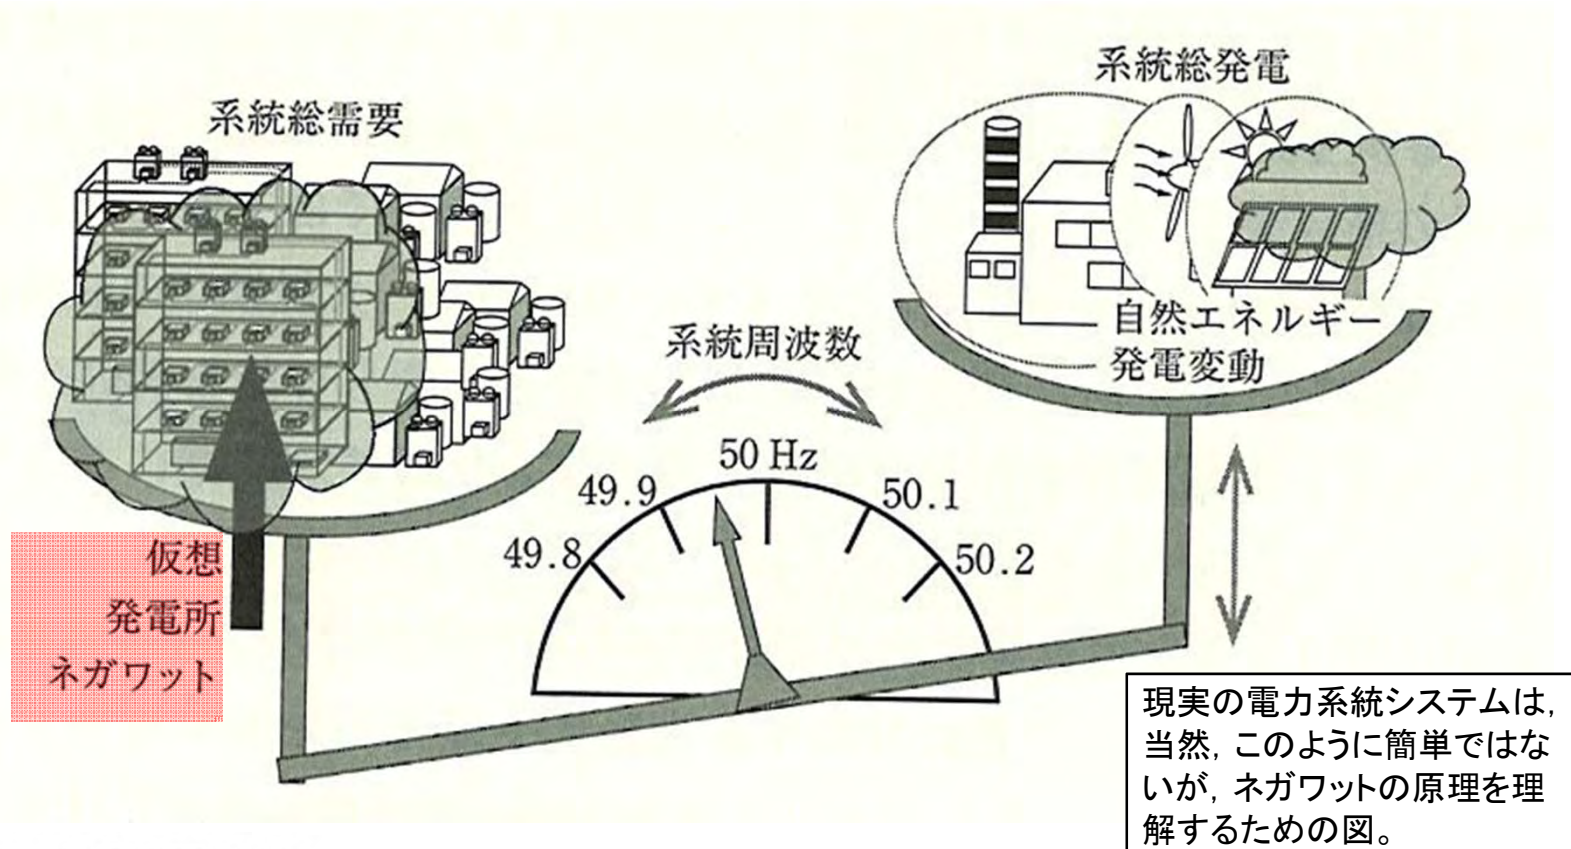 系統総需要
系統総発電
自然エネルギー
発電変動
系統周波数
50 Hz
49.9
50.1
49.8
50.2
仮想
発電所
ネガワット
現実の電力系統システムは,
当然, このように簡単ではな
いが, ネガワットの原理を理
解するための図。